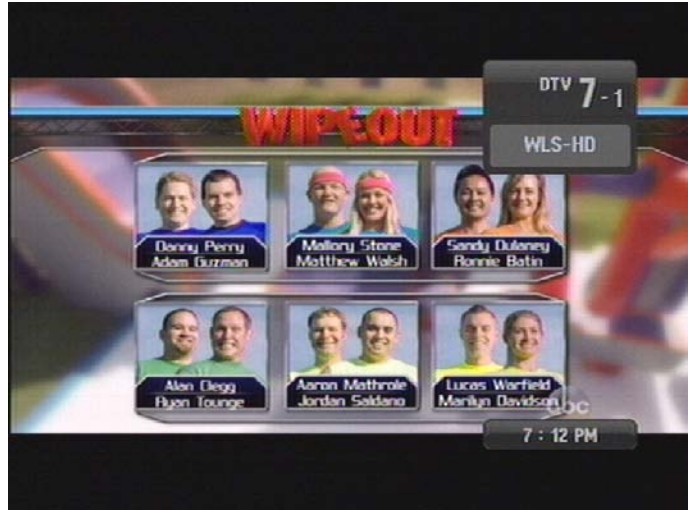 DTV 7-1
WLS-HD
WIPEOUT
Danny Perry
Adam Guzman
Mallory Stone
Matthew Walsh
Sandy Dulaney
Ronnie Batin
Alan Clegg
Ryan Tounge
Aaron Mathrole
Jordan Saldano
Lucas Warfield
Marilyn Davidson
abc
7 : 12 PM